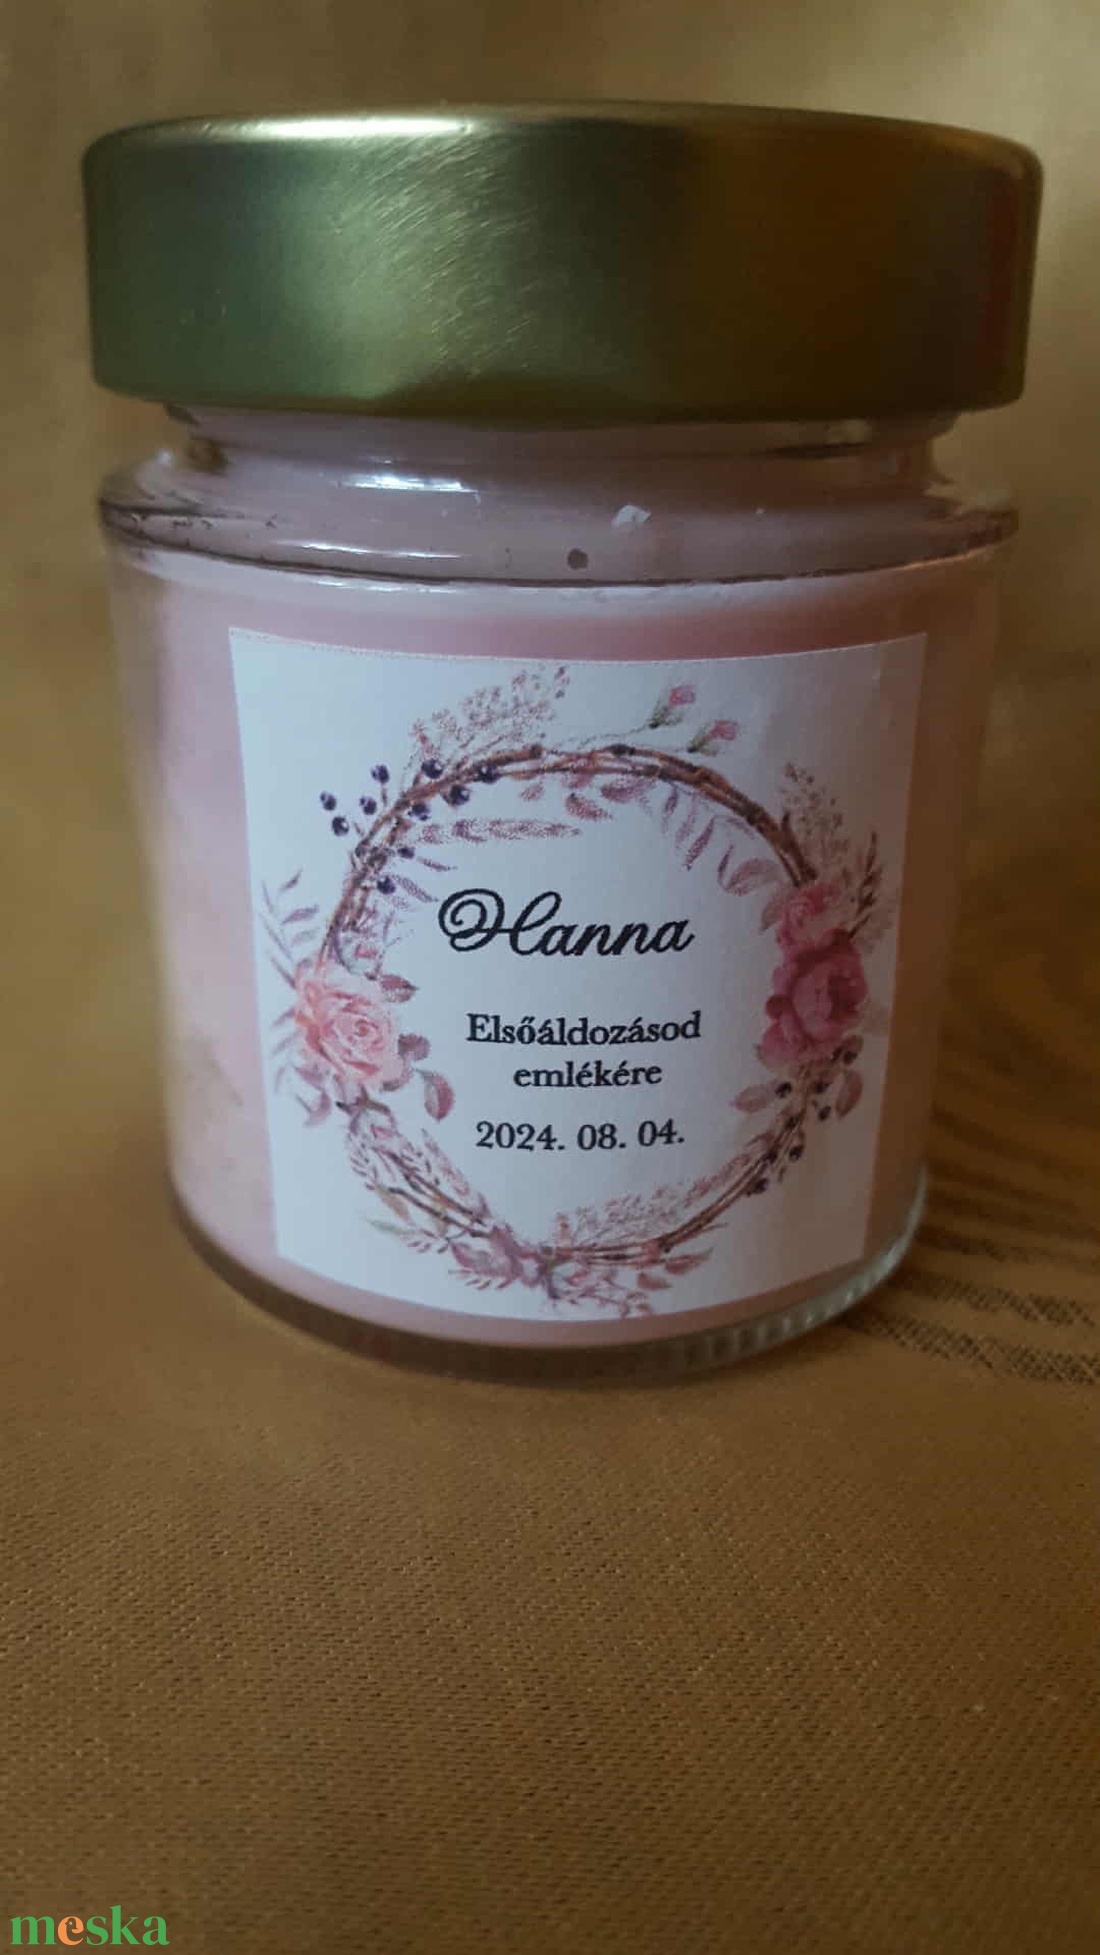 Hanna
Elsőáldozásod
emlékére
2024. 08. 04.
meska